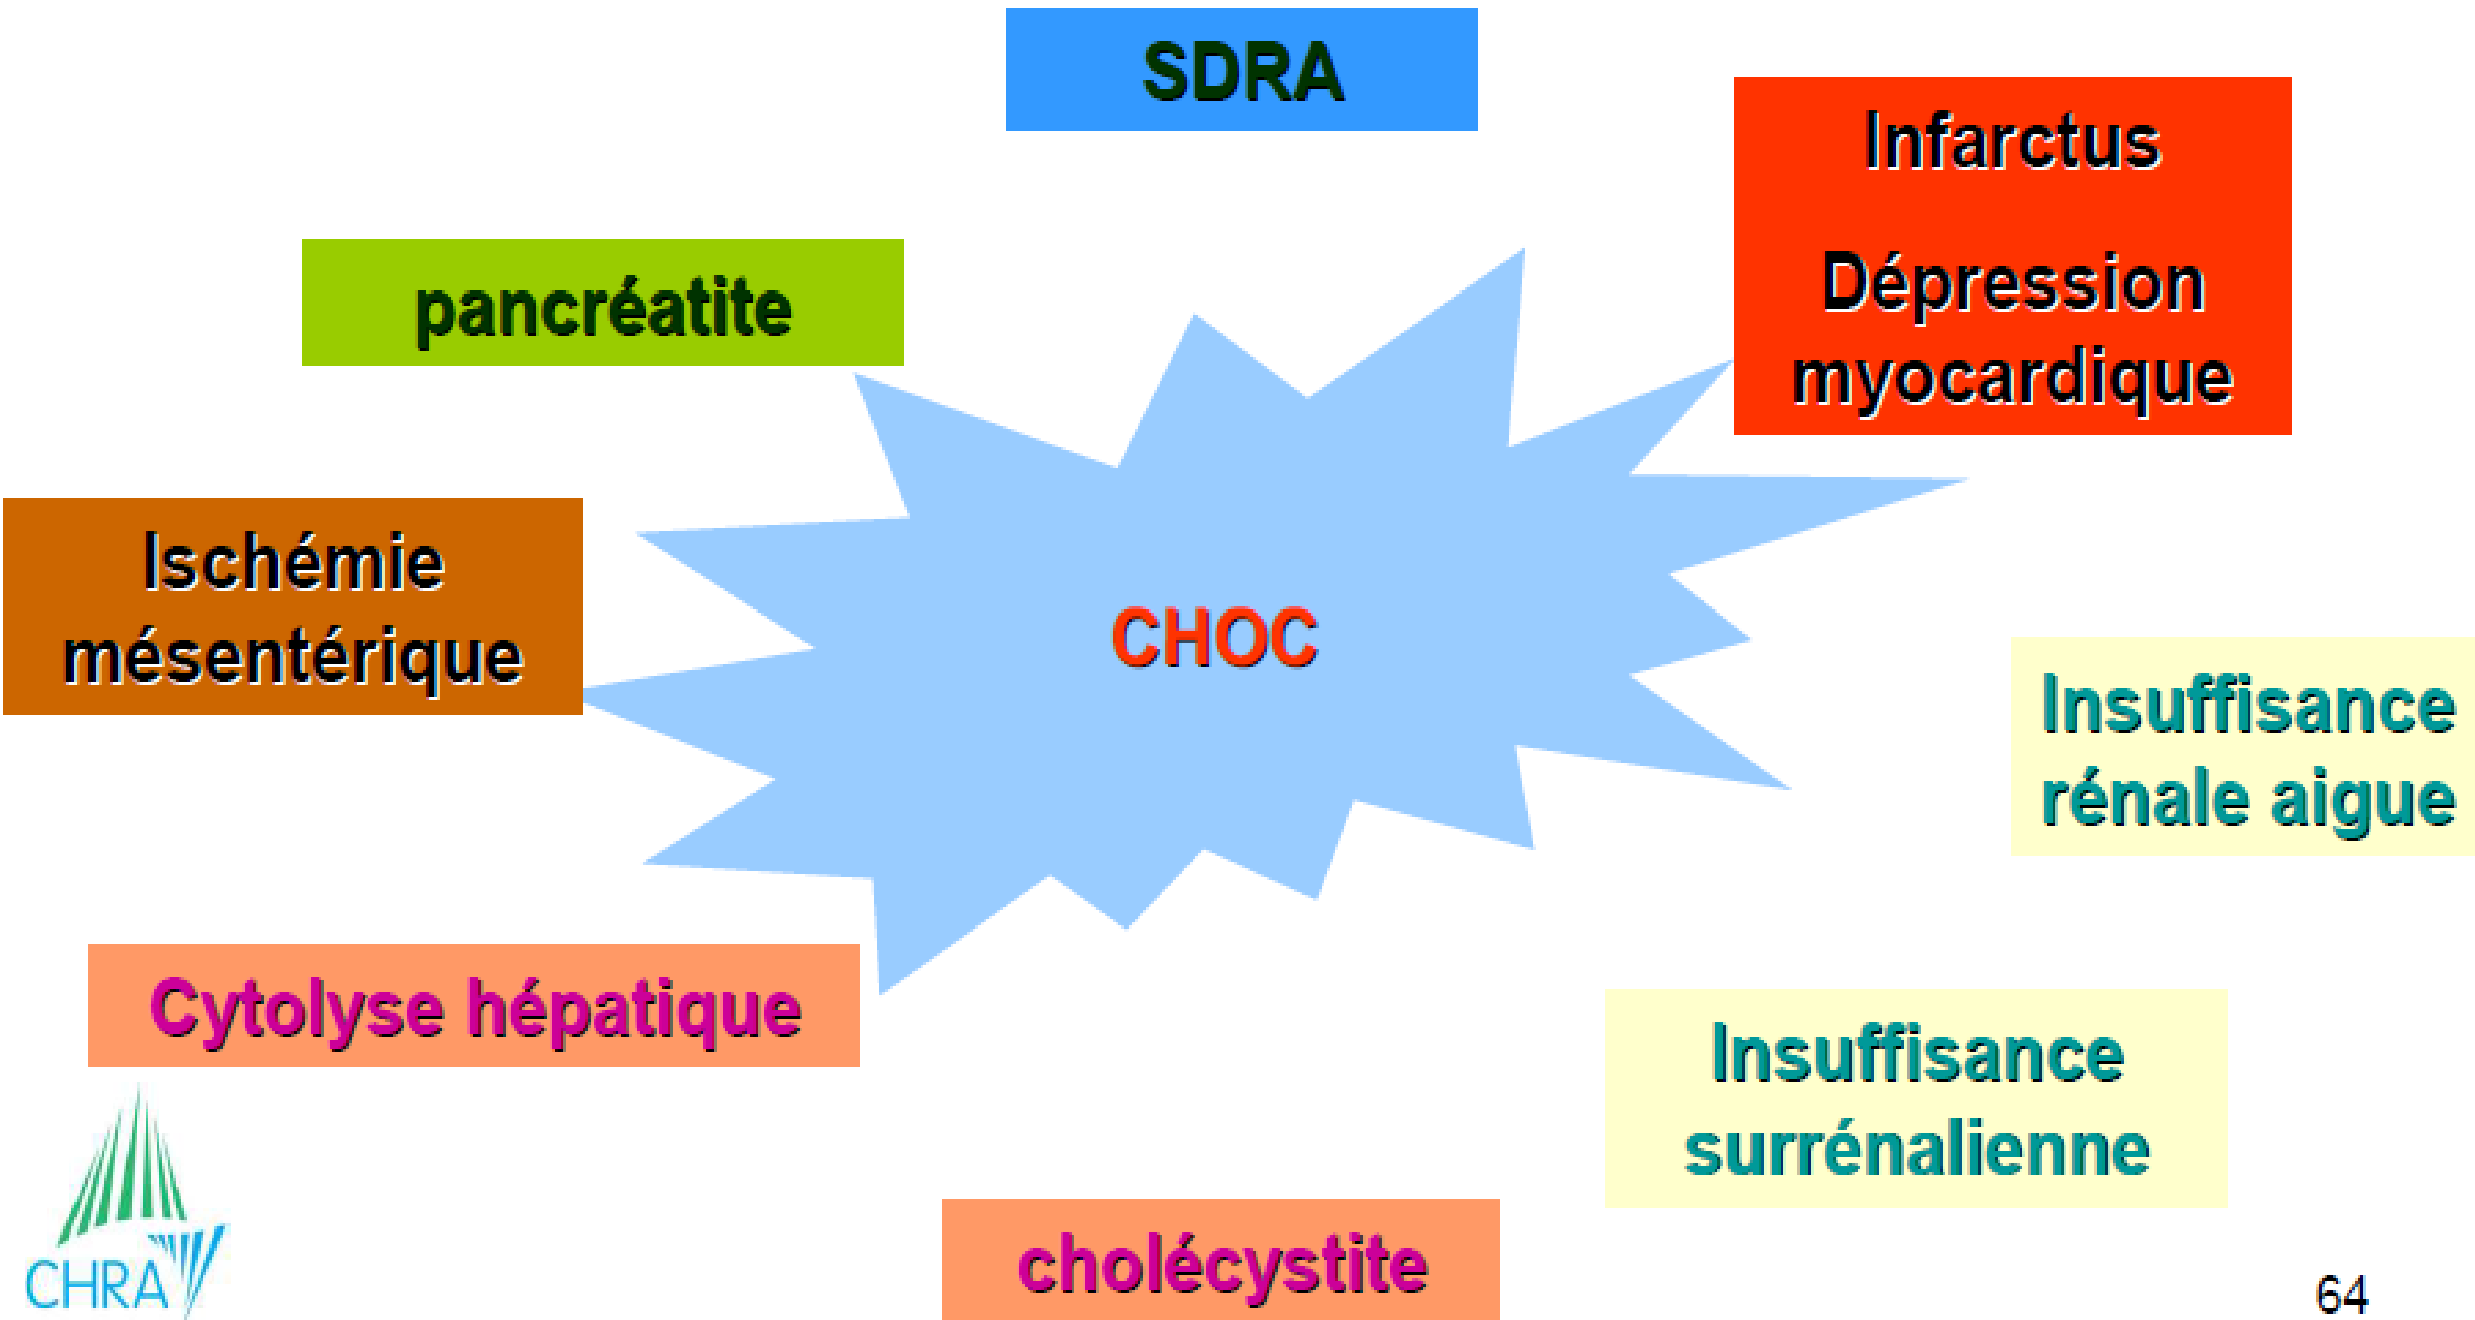 SDRA
Infarctus
Dépression
myocardique
pancréatite
Ischémie
mésentérique
CHOC
Insuffisance
rénale aigue
Cytolyse hépatique
Insuffisance
surrénalienne
cholécystite
CHRA
64